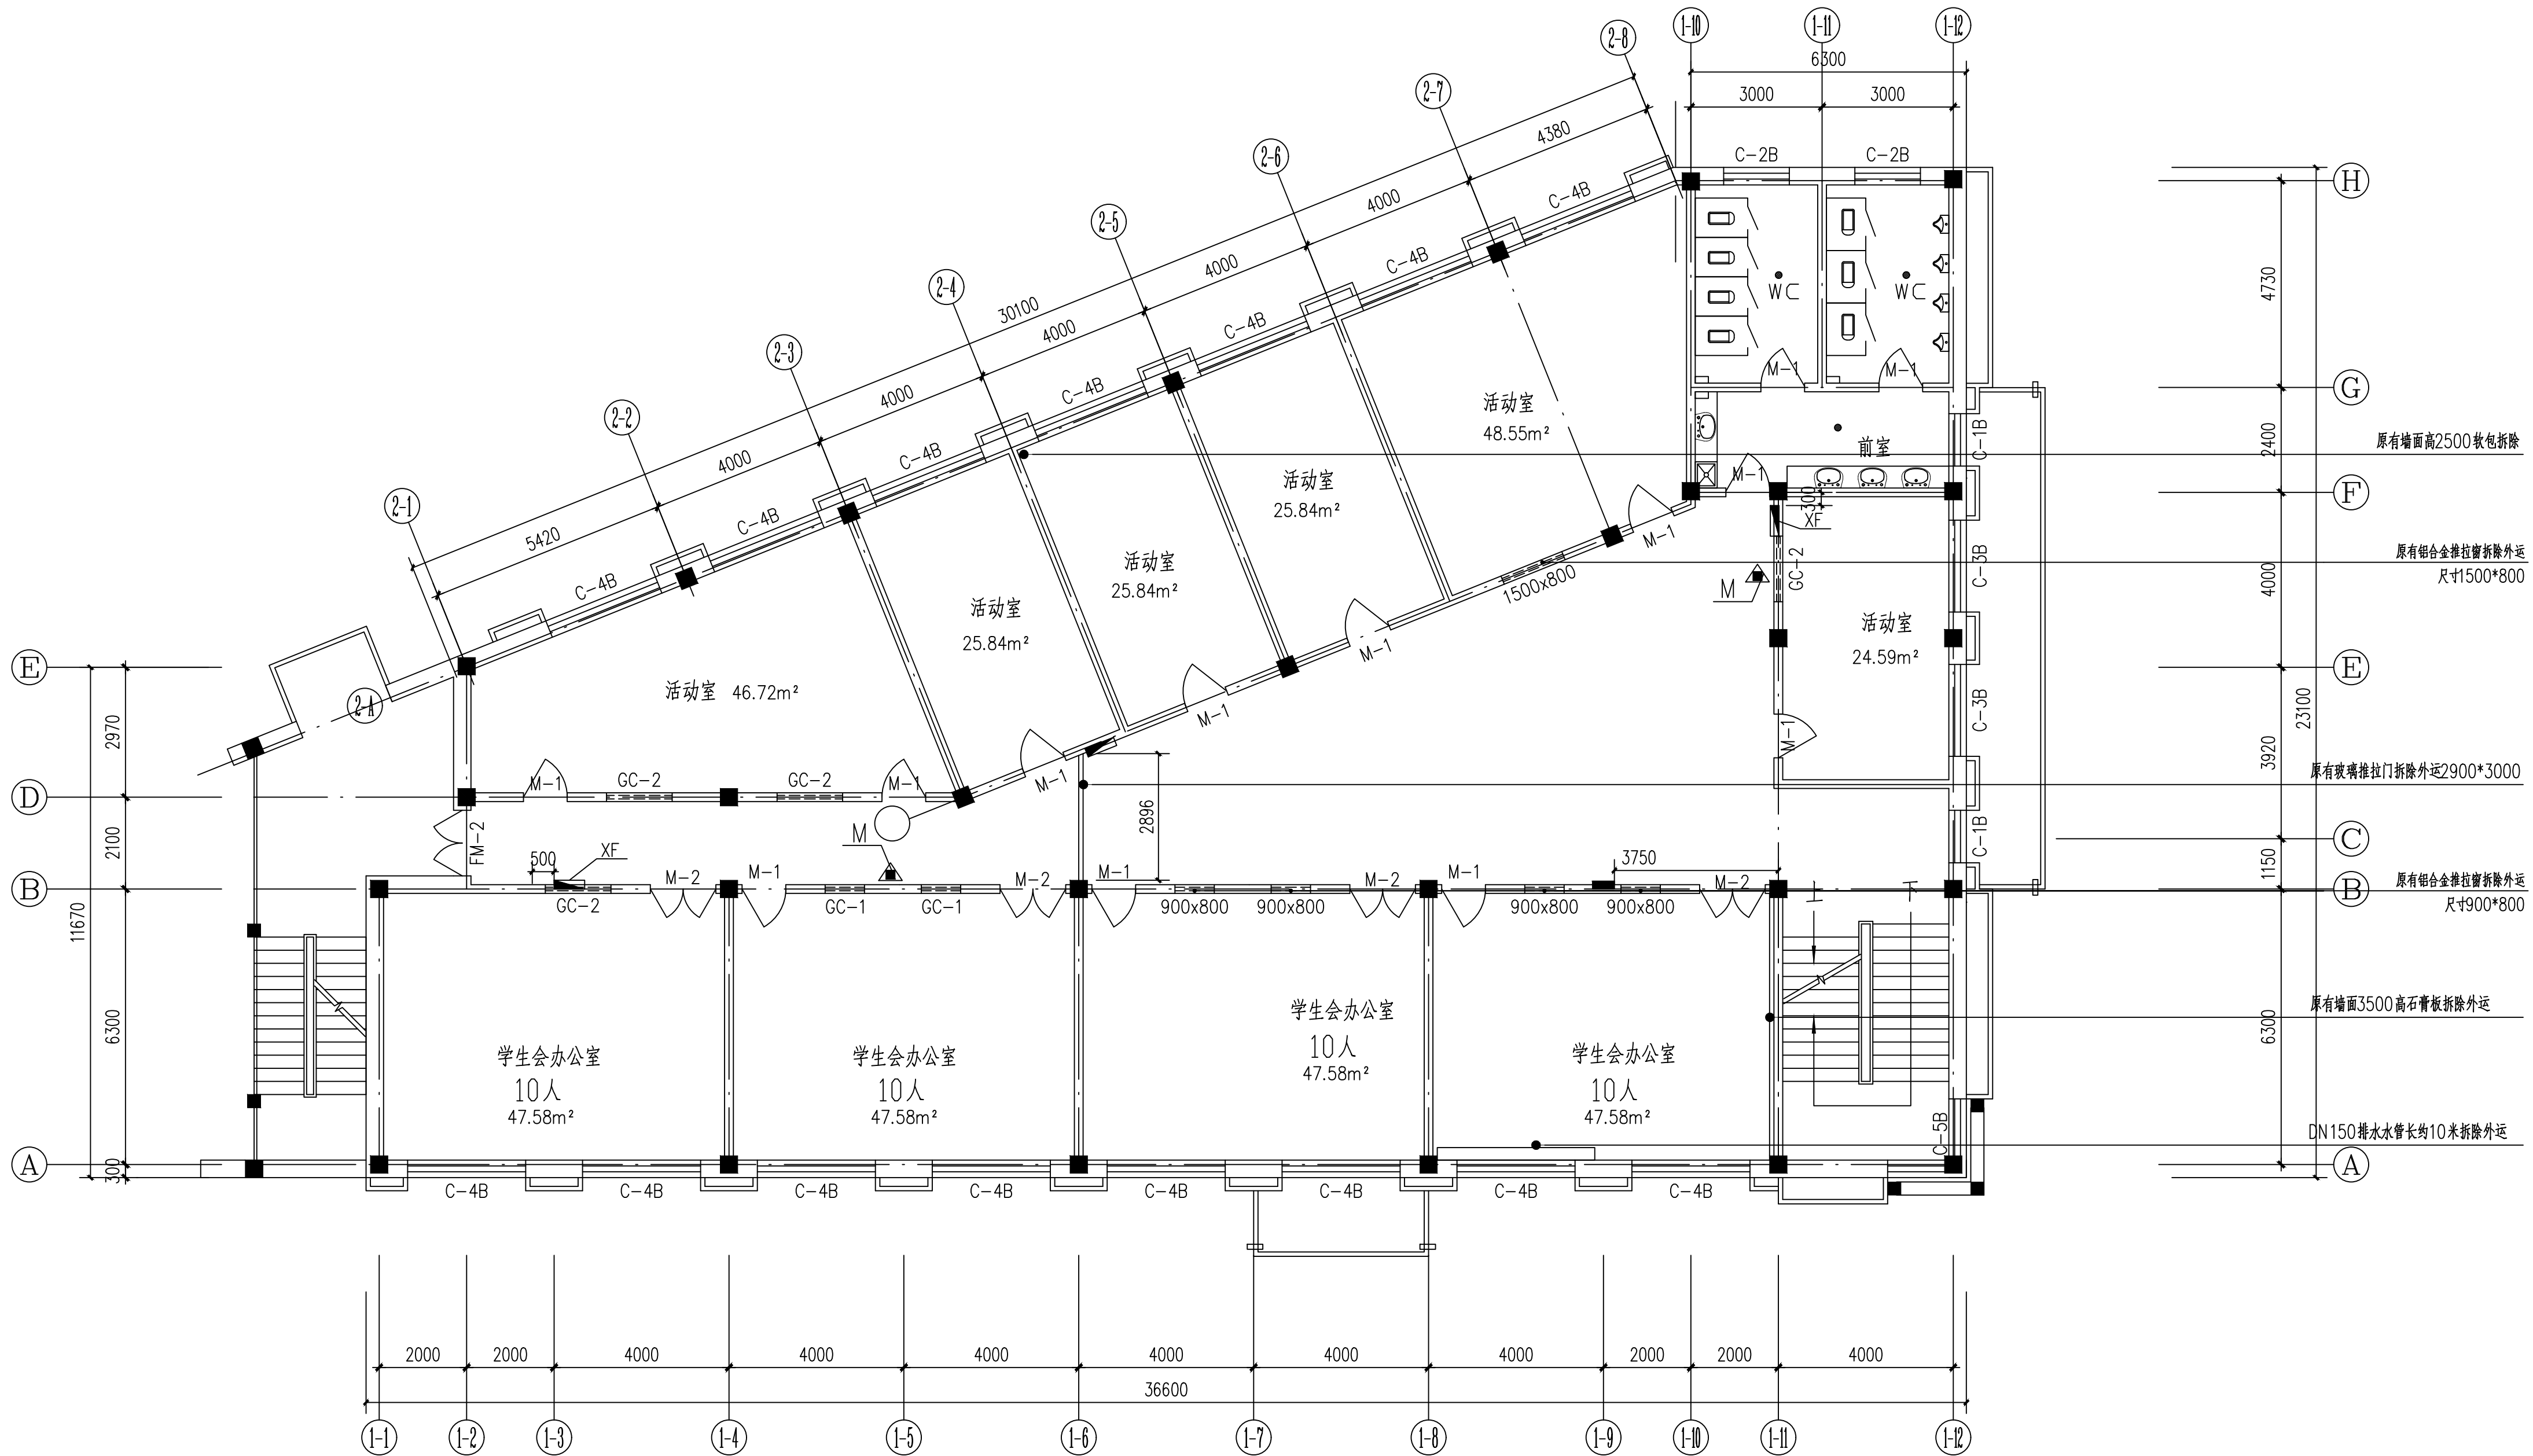 1-10
1-11
1-12
2-8
6300
2-7
3000
3000
4380
2-6
C-2B
C-2B
H
4000
C-4B
2-5
4000
C-4B
2-4
30100
4000
C-4B
WC
WC
4730
2-3
4000
C-4B
M-1
M-1
G
2-2
4000
C-4B
活动室
48.55m²
前室
C-1B
2400
原有墙面高2500软包拆除
2-1
5420
C-4B
活动室
25.84m²
M-1
300
XF
F
C-4B
活动室
25.84m²
1500x800
M-1
M
GC-2
C-3B
4000
原有铝合金推拉窗拆除外运
尺寸1500*800
活动室
25.84m²
M-1
活动室
24.59m²
E
2-A
活动室 46.72m²
M-1
M-1
C-3B
E
23100
2970
M-1
GC-2
GC-2
M-1
M-1
3920
原有玻璃推拉门拆除外运2900*3000
D
2100
FM-2
M
2896
C-1B
C
500
XF
M-2
M-1
M-2
M-1
M-2
M-1
3750
M-2
1150
B
GC-2
GC-1
GC-1
900x800
900x800
900x800
900x800
上
下
B
原有铝合金推拉窗拆除外运
尺寸900*800
11670
6300
学生会办公室
10人
47.58m²
学生会办公室
10人
47.58m²
学生会办公室
10人
47.58m²
学生会办公室
10人
47.58m²
6300
原有墙面3500高石膏板拆除外运
C-5B
DN150排水水管长约10米拆除外运
A
300
A
C-4B
C-4B
C-4B
C-4B
C-4B
C-4B
C-4B
C-4B
2000
2000
4000
4000
4000
4000
4000
4000
2000
2000
4000
36600
1-1
1-2
1-3
1-4
1-5
1-6
1-7
1-8
1-9
1-10
1-11
1-12